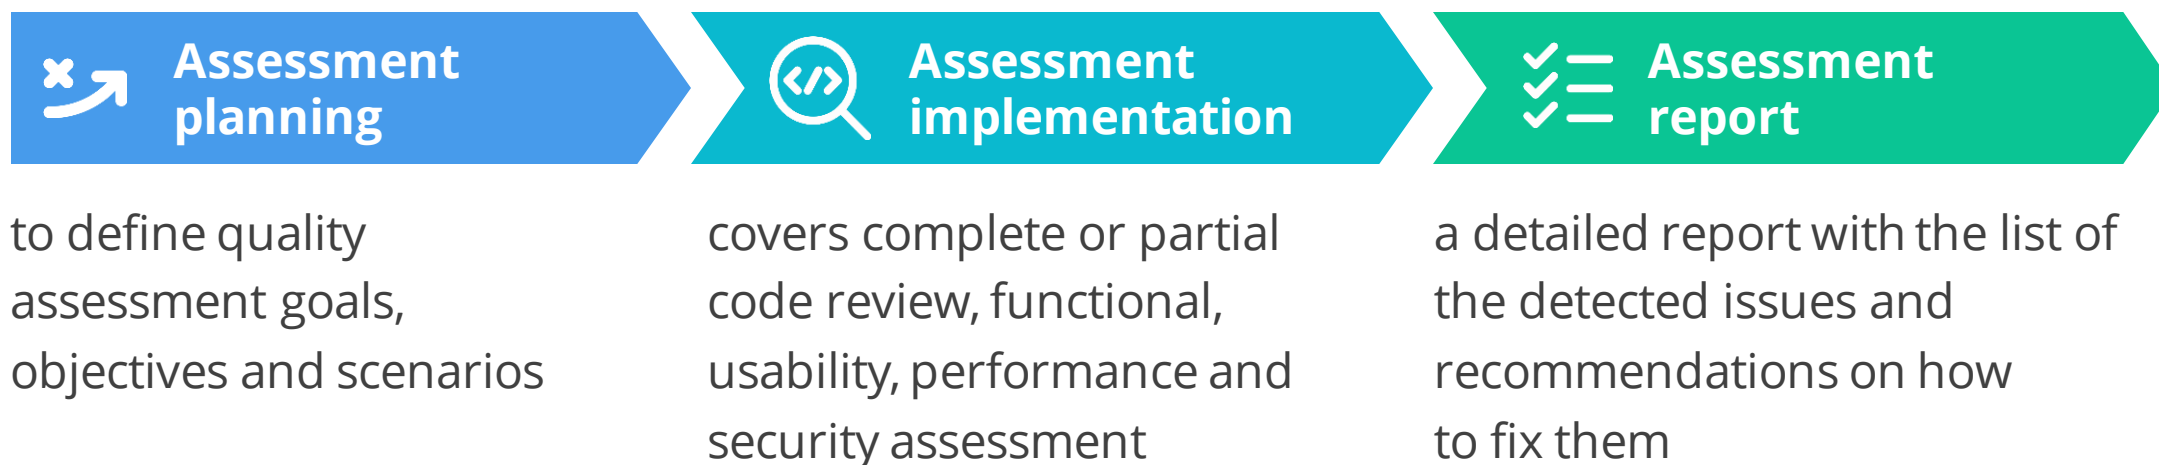 Assessment
planning
to define quality
assessment goals,
objectives and scenarios
Assessment
implementation
covers complete or partial
code review, functional,
usability, performance and
security assessment
Assessment
report
a detailed report with the list of
the detected issues and
recommendations on how
to fix them